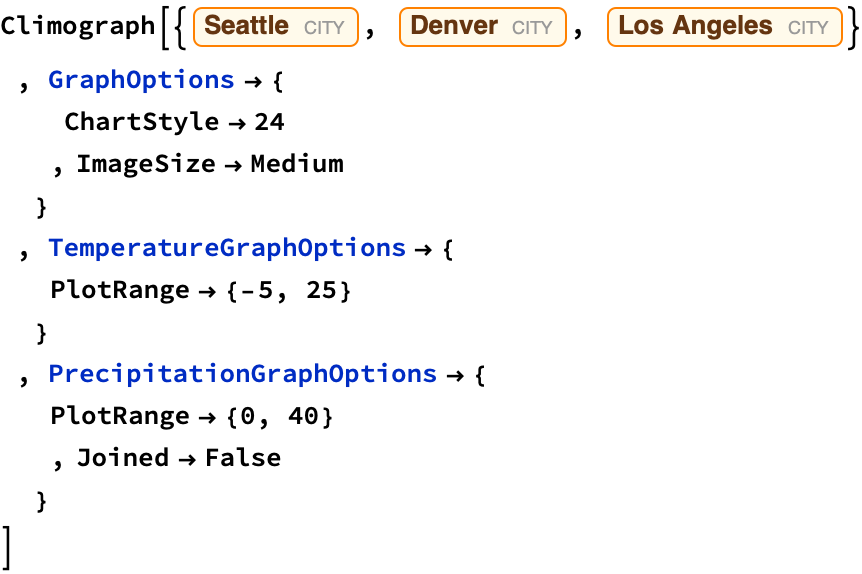 Climograph[{Seattle CITY, Denver CITY, Los Angeles CITY}
, GraphOptions → {
ChartStyle → 24
, ImageSize → Medium
}
, TemperatureGraphOptions → {
PlotRange → {-5, 25}
}
, PrecipitationGraphOptions → {
PlotRange → {0, 40}
, Joined → False
}
]